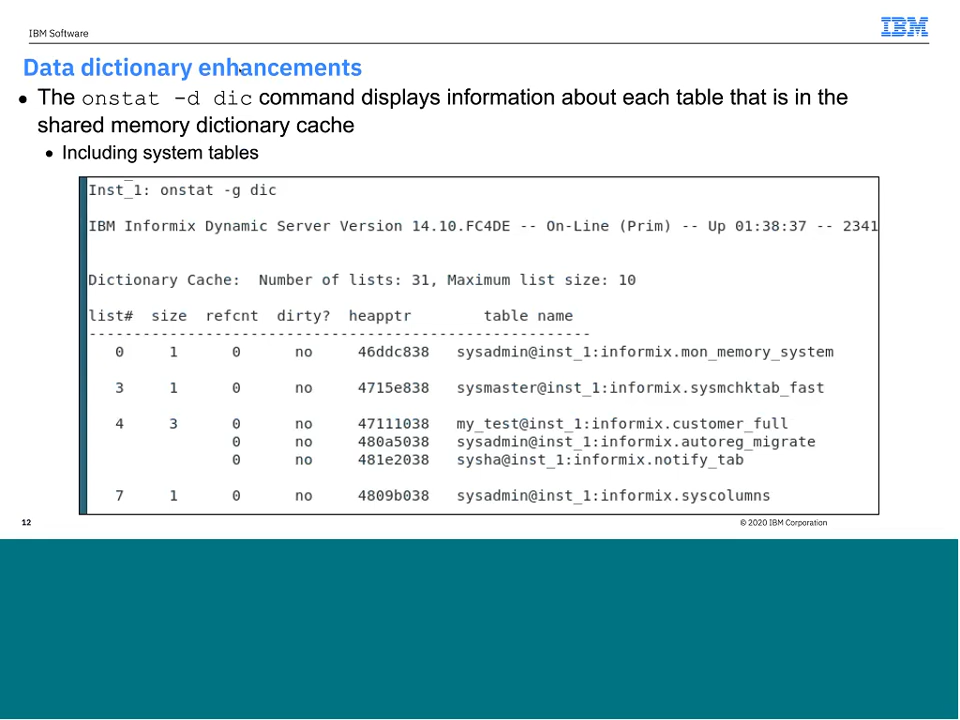 IBM Software
IBM
Data dictionary enhancements
• The onstat -d dic command displays information about each table that is in the
shared memory dictionary cache
• Including system tables
Inst_1: onstat -g dic
IBM Informix Dynamic Server Version 14.10.FC4DE -- On-Line (Prim) -- Up 01:38:37 -- 2341
Dictionary Cache: Number of lists: 31, Maximum list size: 10
list# size refcnt dirty? heapptr table name
--------------------------------------------------------
0 1 0 no 46ddc838 sysadmin@inst_1:informix.mon_memory_system
3 1 0 no 4715e838 sysmaster@inst_1:informix.sysmchktab_fast
4 3 0 no 47111038 my_test@inst_1:informix.customer_full
0 no 480a5038 sysadmin@inst_1:informix.autoreg_migrate
0 no 481e2038 sysha@inst_1:informix.notify_tab
7 1 0 no 4809b038 sysadmin@inst_1:informix.syscolumns
12
© 2020 IBM Corporation